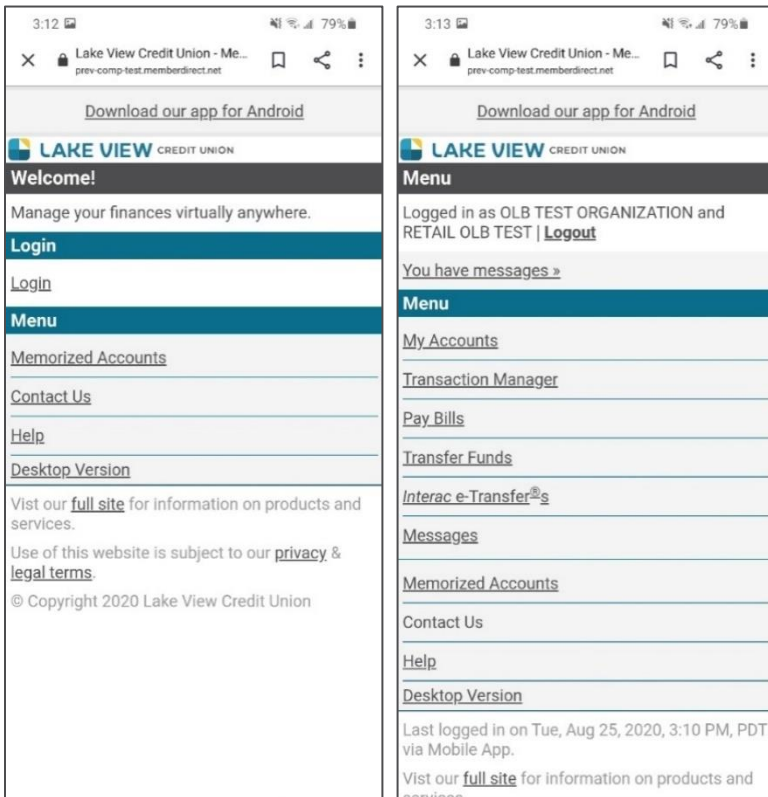 3:12 79%
Lake View Credit Union - Me...
prev-comp-test.memberdirect.net
Download our app for Android
LAKE VIEW CREDIT UNION
Welcome!
Manage your finances virtually anywhere.
Login
Login
Menu
Memorized Accounts
Contact Us
Help
Desktop Version
Vist our full site for information on products and
services.
Use of this website is subject to our privacy &
legal terms.
© Copyright 2020 Lake View Credit Union
3:13 79%
Lake View Credit Union - Me...
prev-comp-test.memberdirect.net
Download our app for Android
LAKE VIEW CREDIT UNION
Menu
Logged in as OLB TEST ORGANIZATION and
RETAIL OLB TEST | Logout
You have messages »
Menu
My Accounts
Transaction Manager
Pay Bills
Transfer Funds
Interac e-Transfer®s
Messages
Memorized Accounts
Contact Us
Help
Desktop Version
Last logged in on Tue, Aug 25, 2020, 3:10 PM, PDT
via Mobile App.
Vist our full site for information on products and
services